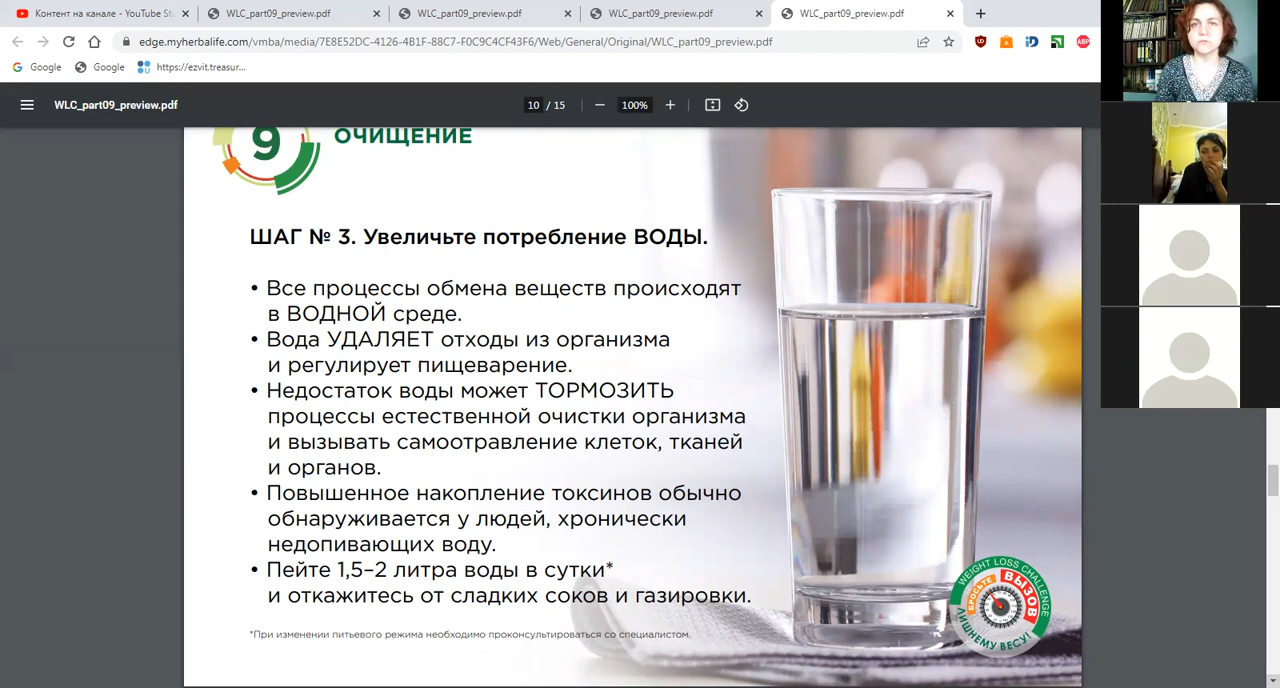 Контент на канале - YouTube St
WLC_part09_preview.pdf
WLC_part09_preview.pdf
WLC_part09_preview.pdf
WLC_part09_preview.pdf
edge.myherbalife.com/vmba/media/7E8E52DC-4126-4B1F-88C7-F0C9C4CF43F6/Web/General/Original/WLC_part09_preview.pdf
ABP
Google
Google
https://ezvit.treasur...
WLC_part09_preview.pdf
10 / 15
100%
9
ОЧИЩЕНИЕ
ШАГ № 3. Увеличьте потребление ВОДЫ.
• Все процессы обмена веществ происходят
в ВОДНОЙ среде.
• Вода УДАЛЯЕТ отходы из организма
и регулирует пищеварение.
• Недостаток воды может ТОРМОЗИТЬ
процессы естественной очистки организма
и вызывать самоотравление клеток, тканей
и органов.
• Повышенное накопление токсинов обычно
обнаруживается у людей, хронически
недопивающих воду.
• Пейте 1,5–2 литра воды в сутки*
и откажитесь от сладких соков и газировки.
*При изменении питьевого режима необходимо проконсультироваться со специалистом.
WEIGHT LOSS CHALLENGE
БРОСЬТЕ
ВЫЗОВ
ЛИШНЕМУ ВЕСУ!